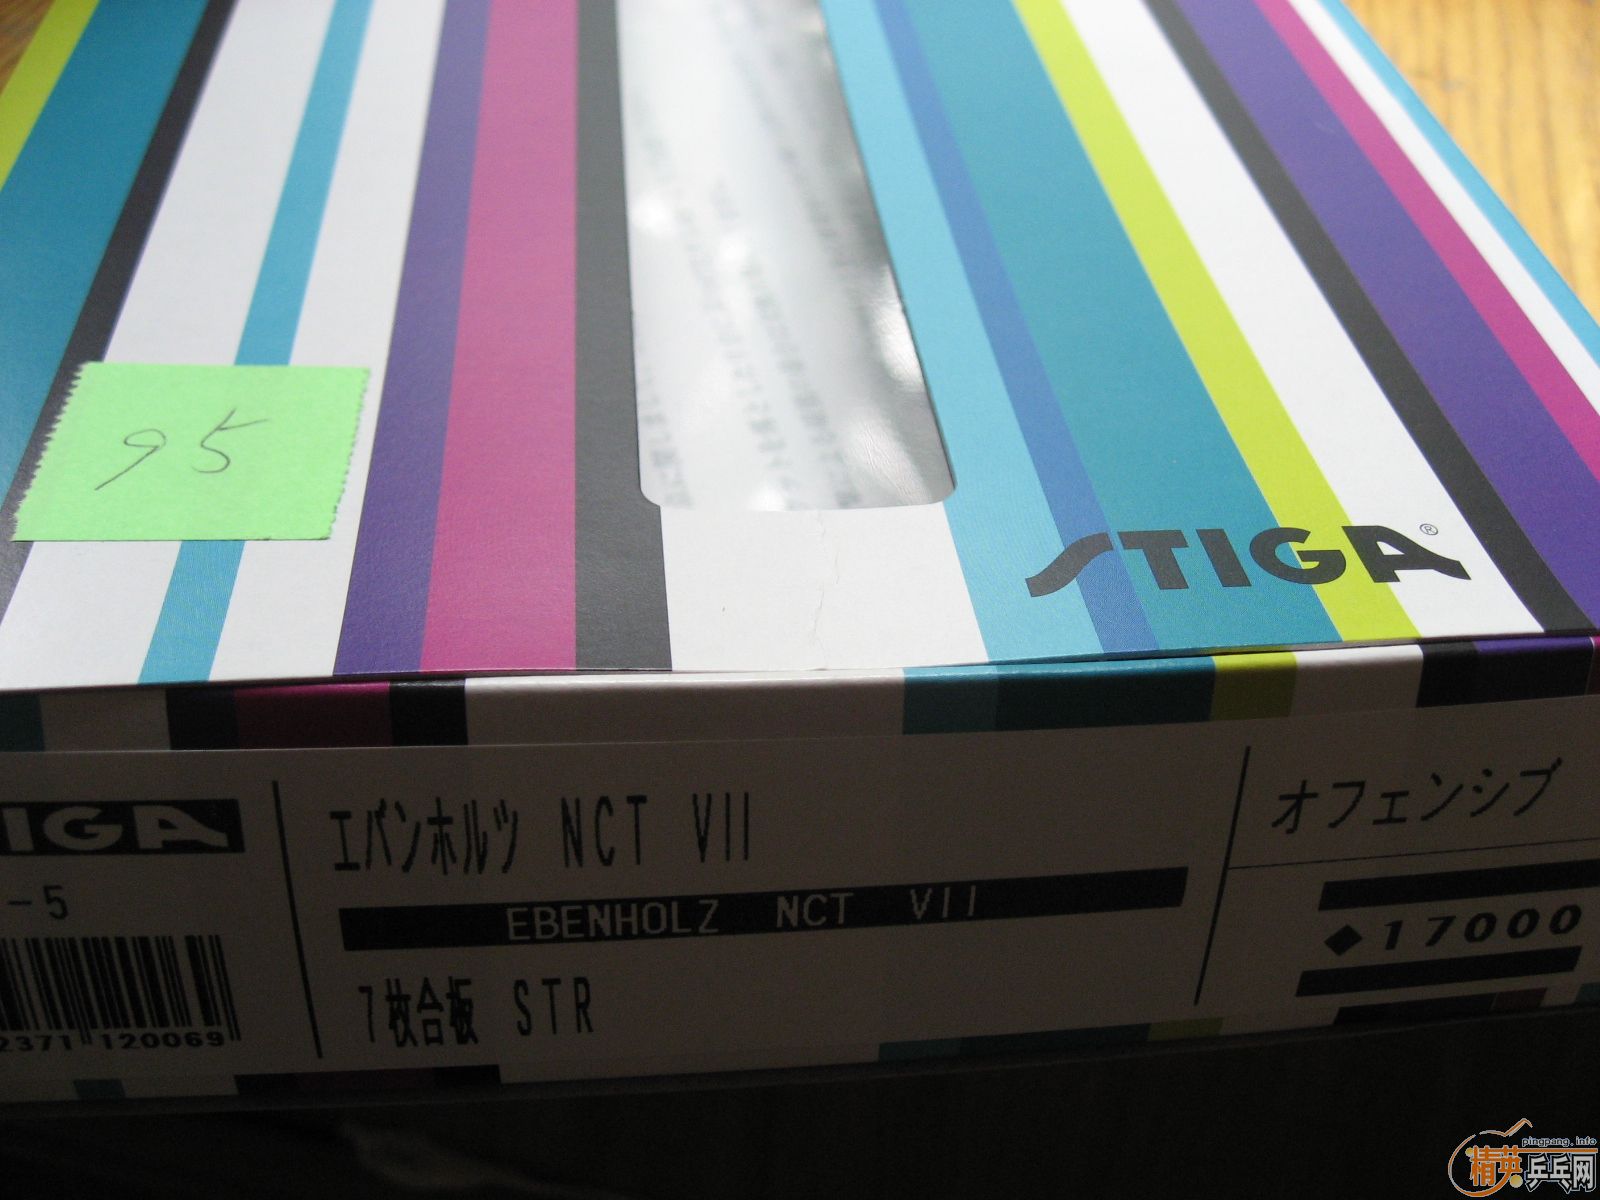 95
STIGA®
IGA
エバンホルツ NCT VII
オフェンシブ
-5
EBENHOLZ NCT VII
◆17000
7枚合板 STR
2371 120069
pingpang.info
精英乒乓网